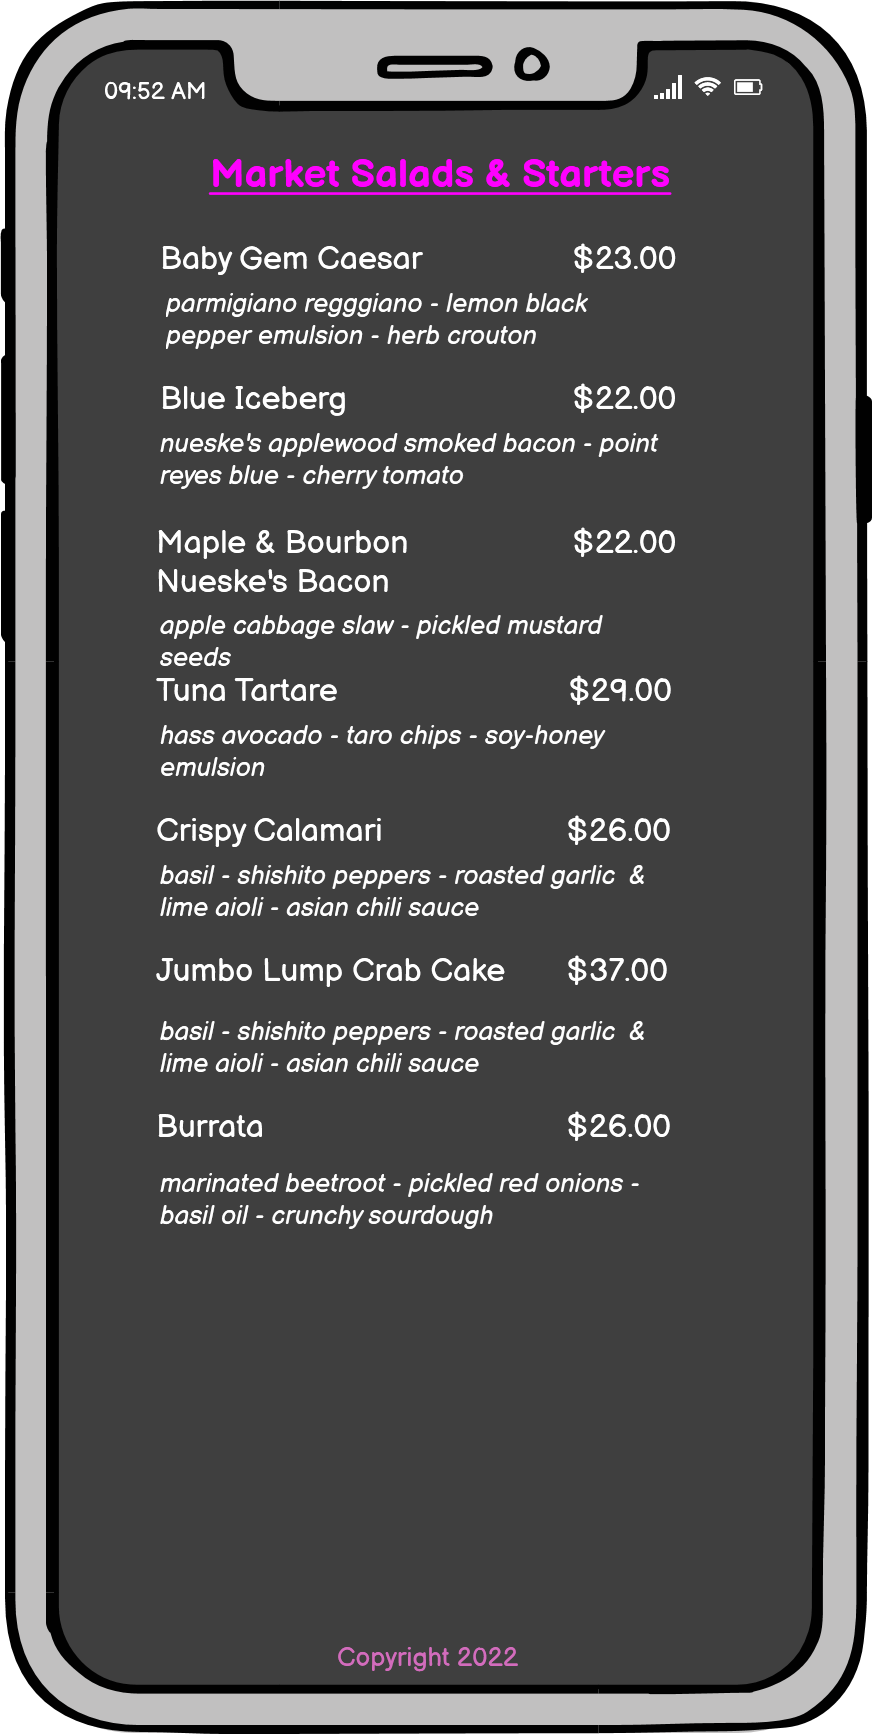 09:52 AM
Market Salads & Starters
Baby Gem Caesar $23.00
parmigiano regggiano - lemon black
pepper emulsion - herb crouton
Blue Iceberg $22.00
nueske's applewood smoked bacon - point
reyes blue - cherry tomato
Maple & Bourbon $22.00
Nueske's Bacon
apple cabbage slaw - pickled mustard
seeds
Tuna Tartare $29.00
hass avocado - taro chips - soy-honey
emulsion
Crispy Calamari $26.00
basil - shishito peppers - roasted garlic &
lime aioli - asian chili sauce
Jumbo Lump Crab Cake $37.00
basil - shishito peppers - roasted garlic &
lime aioli - asian chili sauce
Burrata $26.00
marinated beetroot - pickled red onions -
basil oil - crunchy sourdough
Copyright 2022